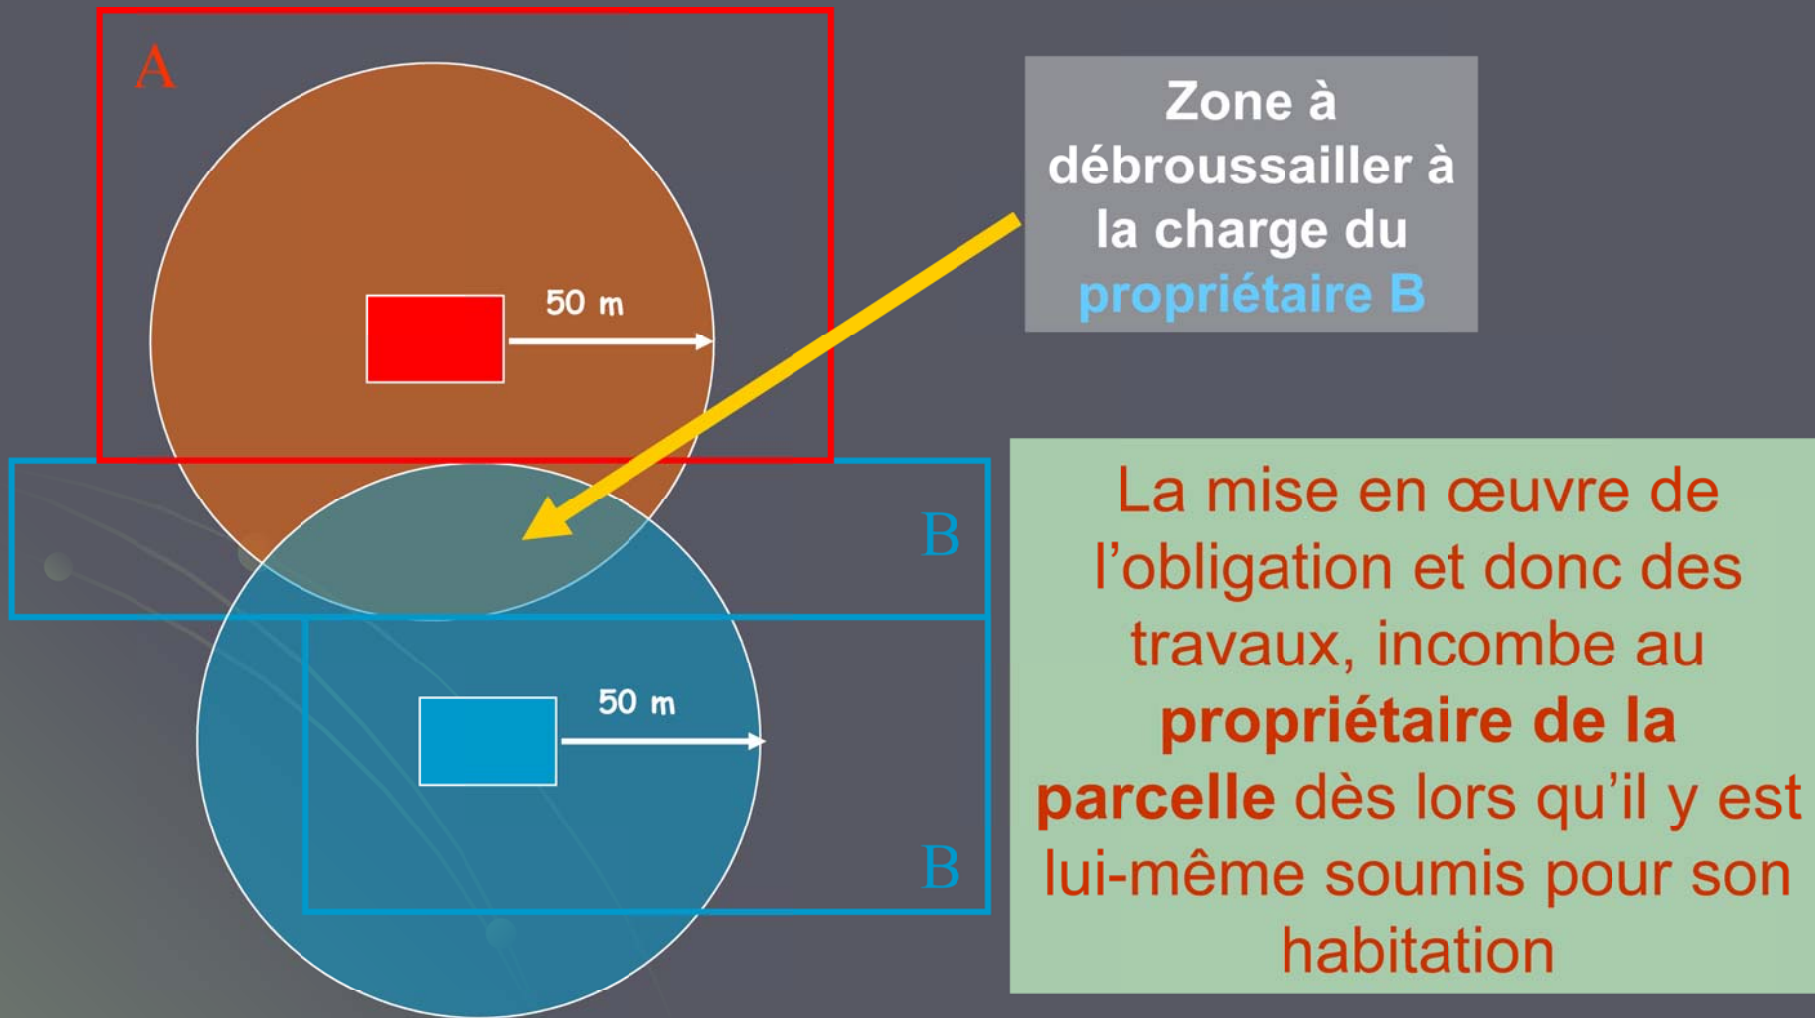 A
50 m
B
50 m
B
Zone à
débroussailler à
la charge du
propriétaire B
La mise en œuvre de
l’obligation et donc des
travaux, incombe au
propriétaire de la
parcelle dès lors qu’il y est
lui-même soumis pour son
habitation